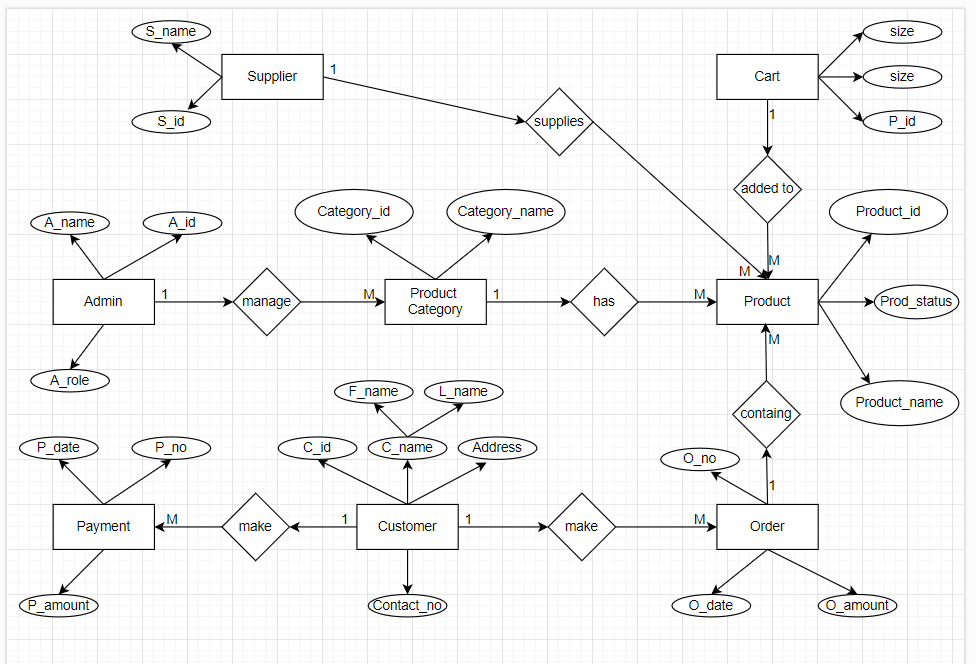 S_name
size
Supplier
1
Cart
size
S_id
supplies
1
P_id
added to
A_name
A_id
Category_id
Category_name
Product_id
M
M
Admin
1
manage
M
Product
Category
1
has
M
Product
Prod_status
M
A_role
F_name
L_name
Product_name
containg
P_date
P_no
C_id
C_name
Address
O_no
1
Payment
M
make
1
Customer
1
make
M
Order
P_amount
Contact_no
O_date
O_amount